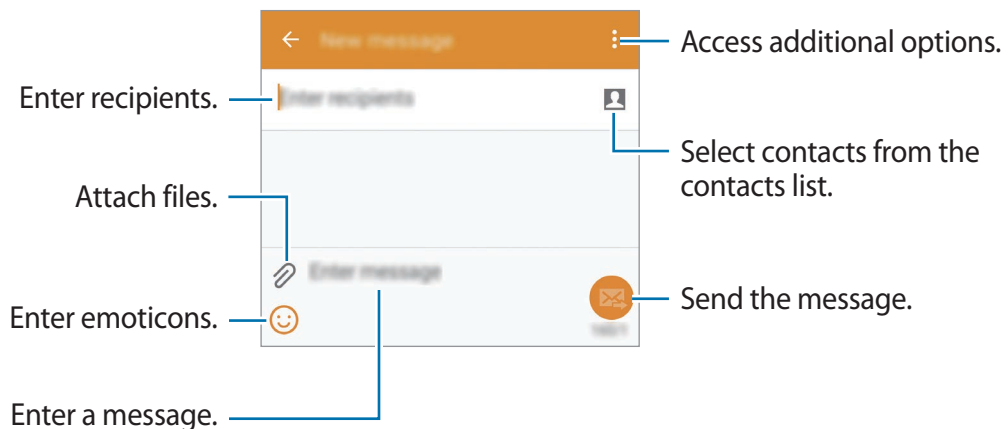 New message
Access additional options.
Enter recipients.
Enter recipients
Select contacts from the
contacts list.
Attach files.
Enter message
Send the message.
Enter emoticons.
Enter a message.